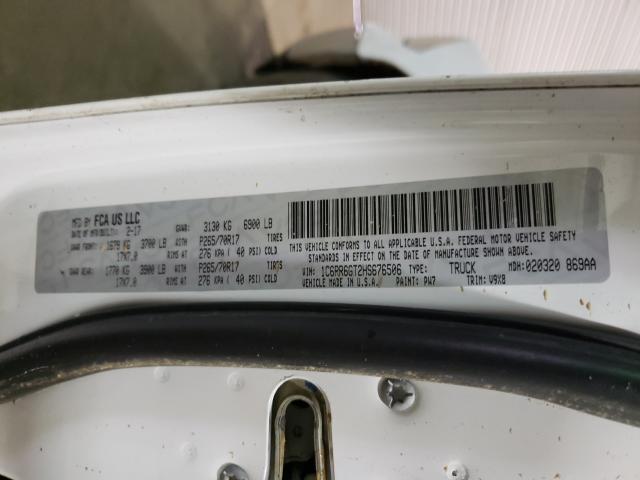 MFD BY FCA US LLC
DATE OF MFR 2-17 GVWR: 3130 KG 6900 LB
GAWR FRONT: 1679 KG 3700 LB WITH P265/70R17 TIRES
17X7.0 RIMS AT 276 KPA ( 40 PSI) COLD
GAWR REAR: 1770 KG 3900 LB WITH P265/70R17 TIRES
17X7.0 RIMS AT 276 KPA ( 40 PSI) COLD
THIS VEHICLE CONFORMS TO ALL APPLICABLE FEDERAL MOTOR VEHICLE SAFETY
STANDARDS IN EFFECT ON THE DATE OF MANUFACTURE SHOWN ABOVE.
VIN: 1C6RR6GT2HS676506 TYPE: TRUCK MDH: 020320 869AA
VEHICLE MADE IN U.S.A. PAINT: PW7 TRIM: V9X8